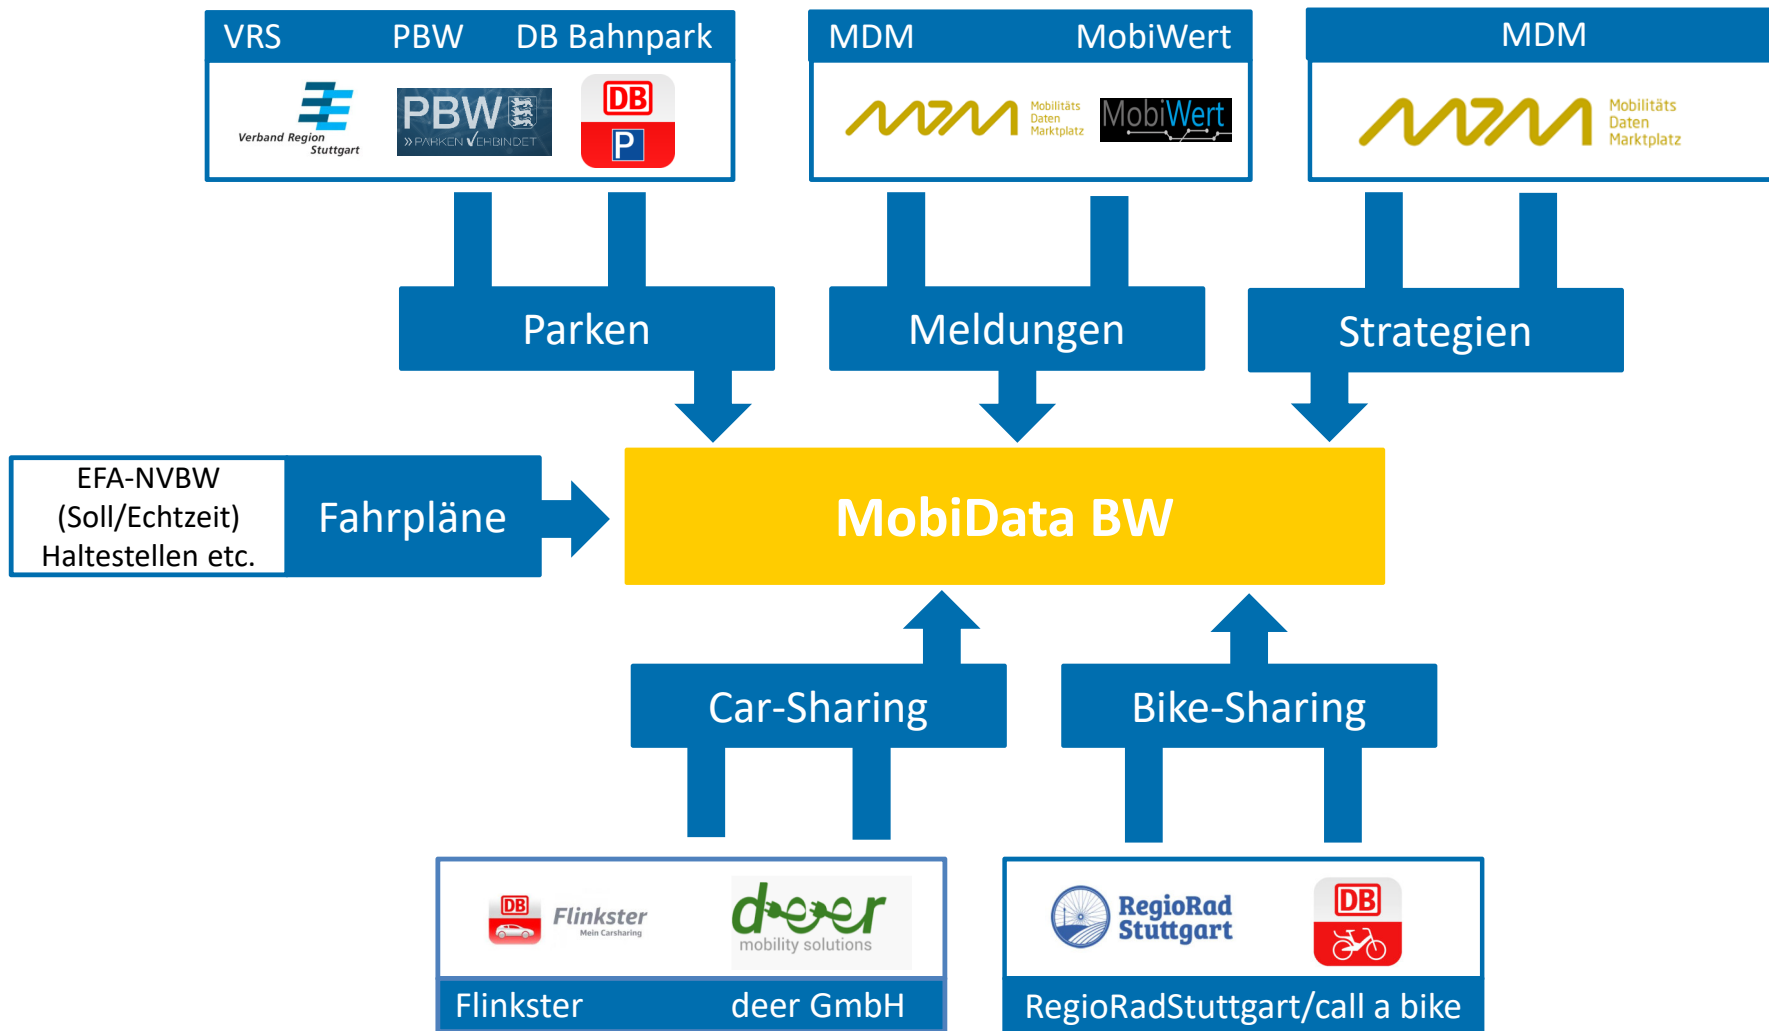 VRS PBW DB Bahnpark
MDM MobiWert
MDM
Verband Region
Stuttgart
PBW
»PARKEN VERBINDET
DB
P
Mobilitäts
Daten
Marktplatz
MobiWert
Mobilitäts
Daten
Marktplatz
Parken
Meldungen
Strategien
EFA-NVBW
(Soll/Echtzeit)
Haltestellen etc.
Fahrpläne
MobiData BW
Car-Sharing
Bike-Sharing
DB
Flinkster
Mein Carsharing
deer
mobility solutions
RegioRad
Stuttgart
DB
Flinkster deer GmbH
RegioRadStuttgart/call a bike